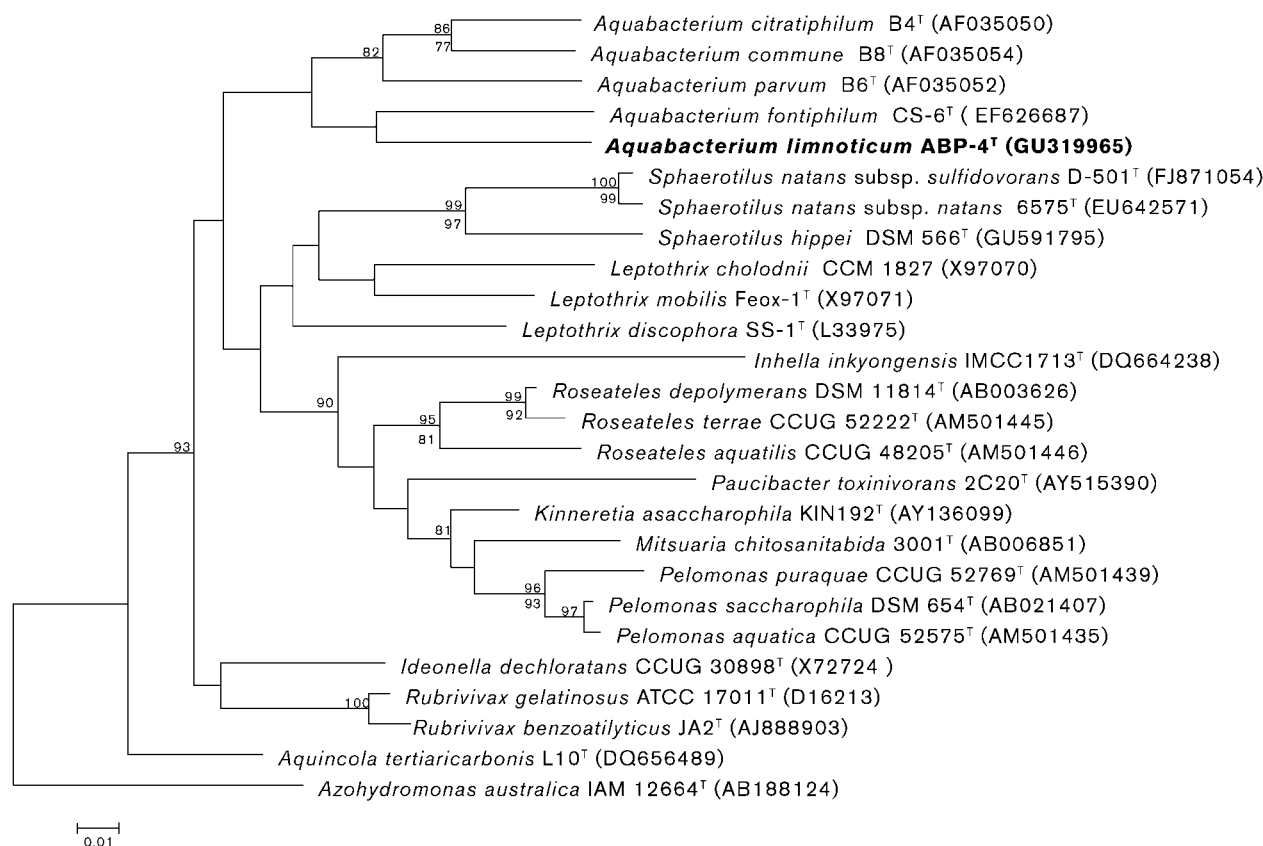 86
Aquabacterium citratiphilum B4ᵀ (AF035050)
82
77
Aquabacterium commune B8ᵀ (AF035054)
Aquabacterium parvum B6ᵀ (AF035052)
Aquabacterium fontiphilum CS-6ᵀ ( EF626687)
Aquabacterium limnoticum ABP-4ᵀ (GU319965)
100
Sphaerotilus natans subsp. sulfidovorans D-501ᵀ (FJ871054)
99
99
Sphaerotilus natans subsp. natans 6575ᵀ (EU642571)
97
Sphaerotilus hippei DSM 566ᵀ (GU591795)
Leptothrix cholodnii CCM 1827 (X97070)
Leptothrix mobilis Feox-1ᵀ (X97071)
Leptothrix discophora SS-1ᵀ (L33975)
Inhella inkyongensis IMCC1713ᵀ (DQ664238)
90
99
Roseateles depolymerans DSM 11814ᵀ (AB003626)
95
92
Roseateles terrae CCUG 52222ᵀ (AM501445)
93
81
Roseateles aquatilis CCUG 48205ᵀ (AM501446)
Paucibacter toxinivorans 2C20ᵀ (AY515390)
81
Kinneretia asaccharophila KIN192ᵀ (AY136099)
Mitsuaria chitosanitabida 3001ᵀ (AB006851)
96
Pelomonas puraquae CCUG 52769ᵀ (AM501439)
93
97
Pelomonas saccharophila DSM 654ᵀ (AB021407)
Pelomonas aquatica CCUG 52575ᵀ (AM501435)
Ideonella dechloratans CCUG 30898ᵀ (X72724 )
100
Rubrivivax gelatinosus ATCC 17011ᵀ (D16213)
Rubrivivax benzoatilyticus JA2ᵀ (AJ888903)
Aquincola tertiaricarbonis L10ᵀ (DQ656489)
Azohydromonas australica IAM 12664ᵀ (AB188124)
0.01